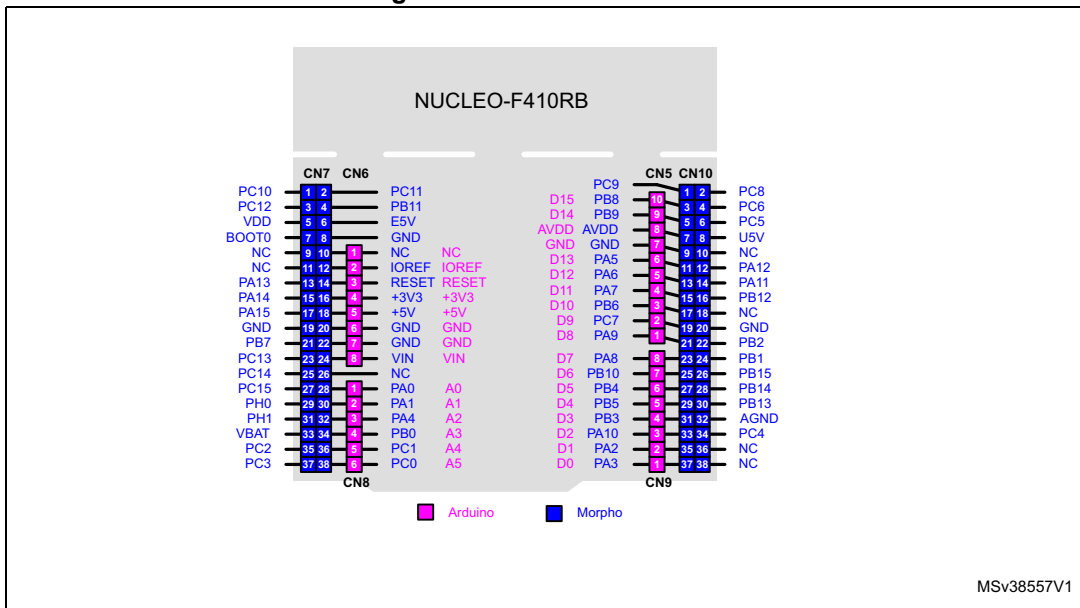 NUCLEO-F410RB
CN7 CN6 CN5 CN10
PC9
PC10 1 2 PC11 D15 PB8 10 1 2 PC8
PC12 3 4 PB11 D14 PB9 9 3 4 PC6
VDD 5 6 E5V AVDD AVDD 8 5 6 PC5
BOOT0 7 8 GND GND GND 7 7 8 U5V
NC 9 10 1 NC NC D13 PA5 6 9 10 NC
NC 11 12 2 IOREF IOREF D12 PA6 5 11 12 PA12
PA13 13 14 3 RESET RESET D11 PA7 4 13 14 PA11
PA14 15 16 4 +3V3 +3V3 D10 PB6 3 15 16 PB12
PA15 17 18 5 +5V +5V D9 PC7 2 17 18 NC
GND 19 20 6 GND GND D8 PA9 1 19 20 GND
PB7 21 22 7 GND GND 21 22 PB2
PC13 23 24 8 VIN VIN D7 PA8 8 23 24 PB1
PC14 25 26 NC D6 PB10 7 25 26 PB15
PC15 27 28 1 PA0 A0 D5 PB4 6 27 28 PB14
PH0 29 30 2 PA1 A1 D4 PB5 5 29 30 PB13
PH1 31 32 3 PA4 A2 D3 PB3 4 31 32 AGND
VBAT 33 34 4 PB0 A3 D2 PA10 3 33 34 PC4
PC2 35 36 5 PC1 A4 D1 PA2 2 35 36 NC
PC3 37 38 6 PC0 A5 D0 PA3 1 37 38 NC
CN8 CN9
Arduino Morpho
MSv38557V1